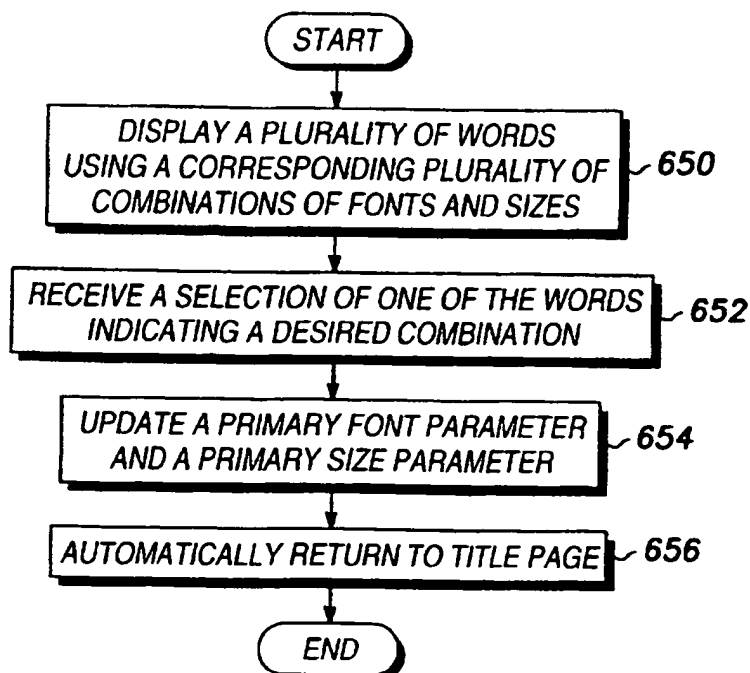 START
DISPLAY A PLURALITY OF WORDS
USING A CORRESPONDING PLURALITY OF
COMBINATIONS OF FONTS AND SIZES
650
RECEIVE A SELECTION OF ONE OF THE WORDS
INDICATING A DESIRED COMBINATION
652
UPDATE A PRIMARY FONT PARAMETER
AND A PRIMARY SIZE PARAMETER
654
AUTOMATICALLY RETURN TO TITLE PAGE
656
END